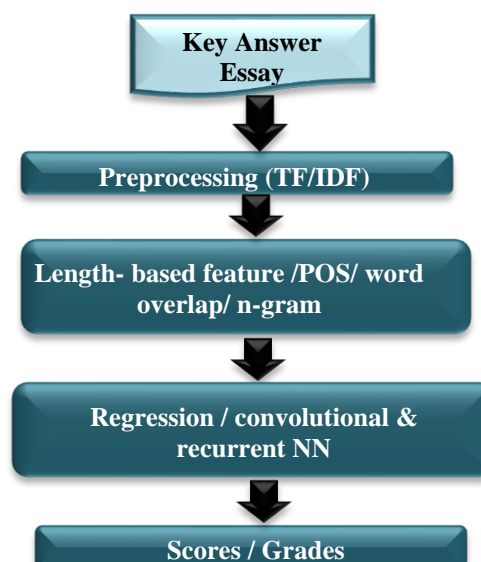 Key Answer
Essay
Preprocessing (TF/IDF)
Length- based feature /POS/ word
overlap/ n-gram
Regression / convolutional &
recurrent NN
Scores / Grades